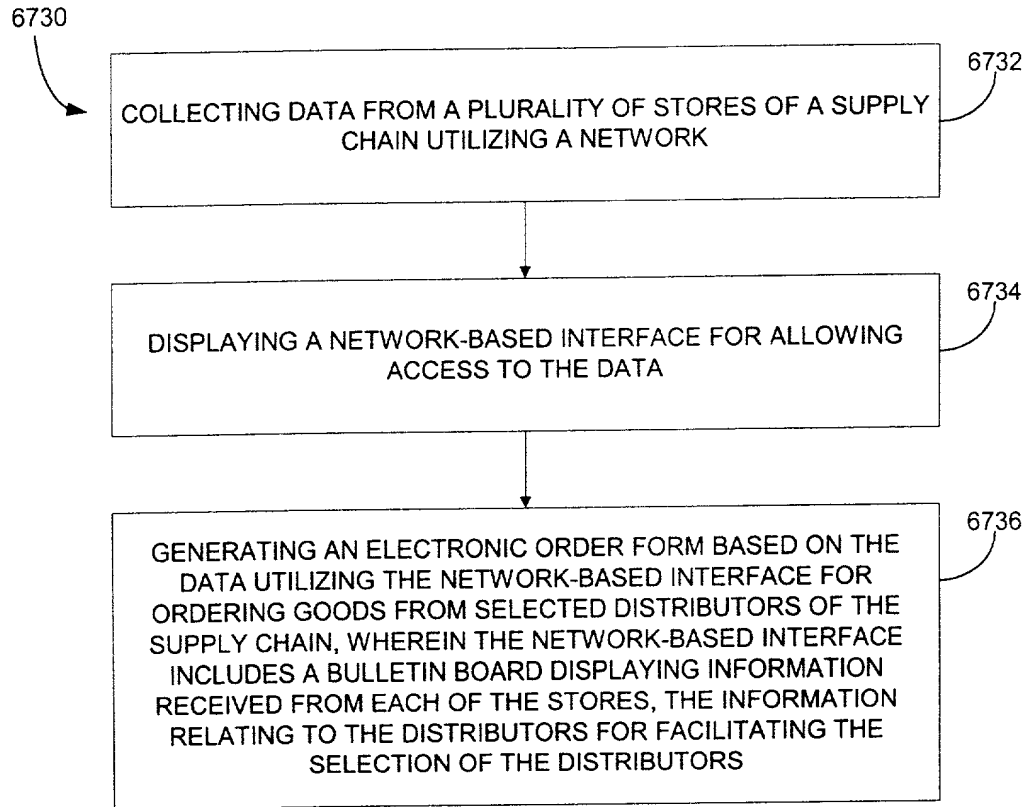 6730
6732
COLLECTING DATA FROM A PLURALITY OF STORES OF A SUPPLY
CHAIN UTILIZING A NETWORK
6734
DISPLAYING A NETWORK-BASED INTERFACE FOR ALLOWING
ACCESS TO THE DATA
6736
GENERATING AN ELECTRONIC ORDER FORM BASED ON THE
DATA UTILIZING THE NETWORK-BASED INTERFACE FOR
ORDERING GOODS FROM SELECTED DISTRIBUTORS OF THE
SUPPLY CHAIN, WHEREIN THE NETWORK-BASED INTERFACE
INCLUDES A BULLETIN BOARD DISPLAYING INFORMATION
RECEIVED FROM EACH OF THE STORES, THE INFORMATION
RELATING TO THE DISTRIBUTORS FOR FACILITATING THE
SELECTION OF THE DISTRIBUTORS